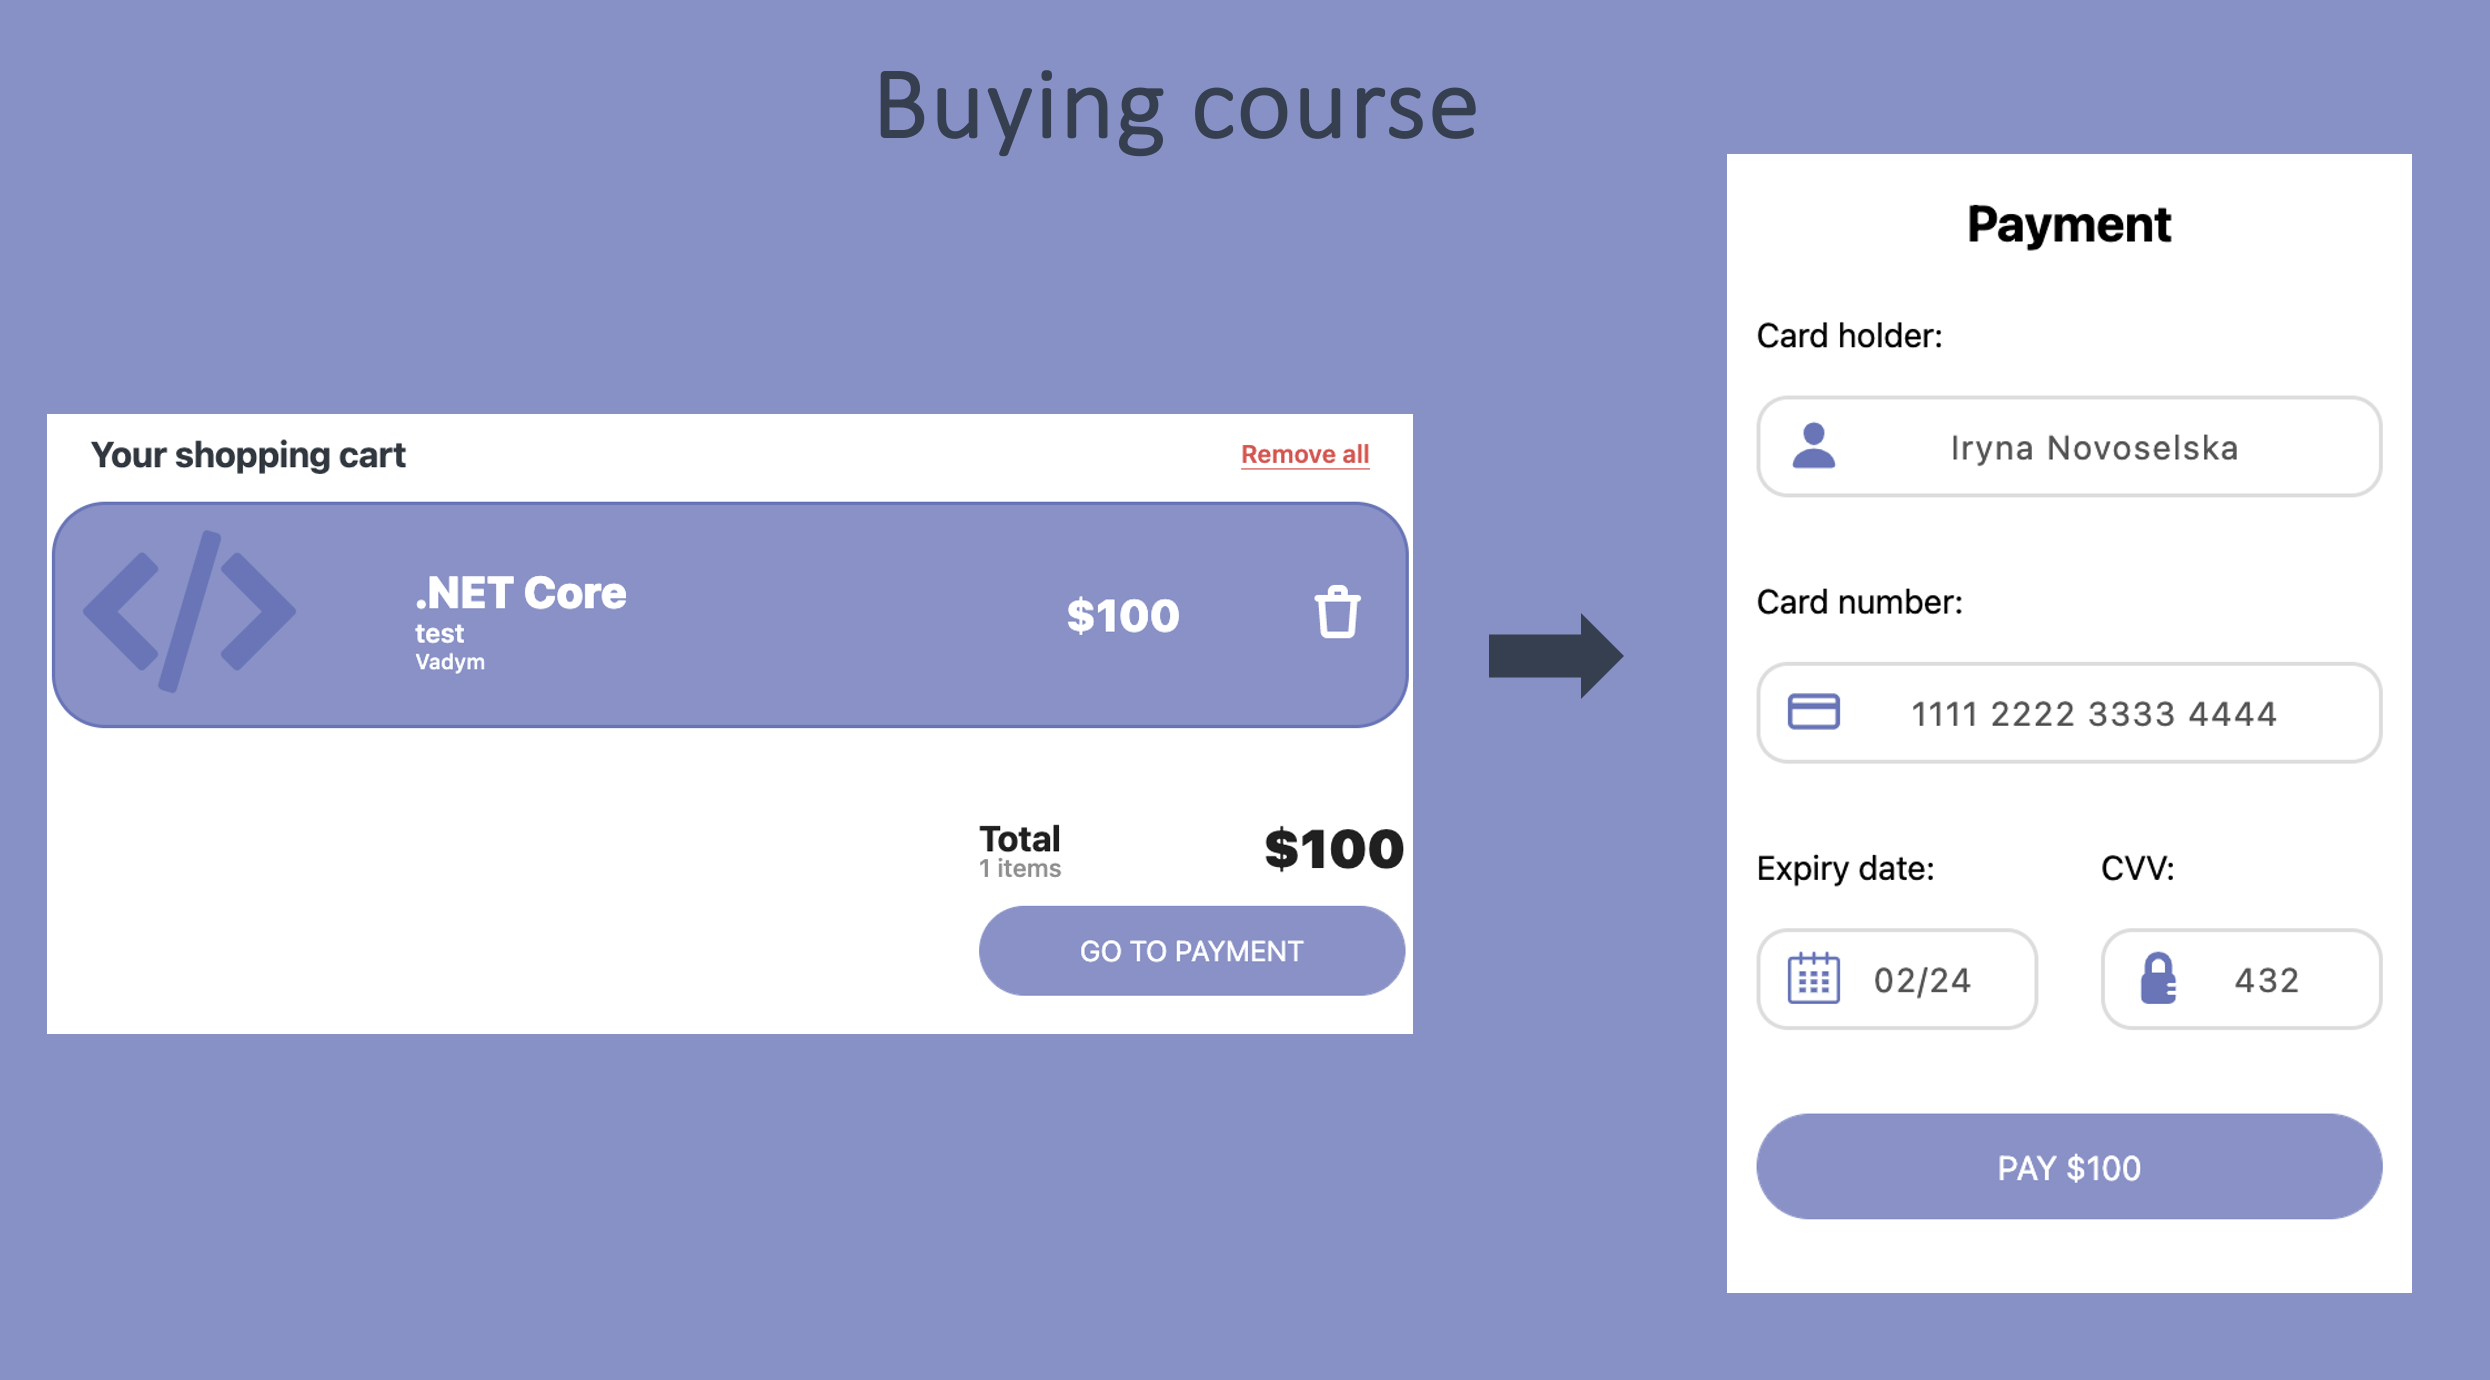 Buying course
Your shopping cart
Remove all
.NET Core
test
Vadym
$100
Total
1 items
$100
GO TO PAYMENT
Payment
Card holder:
Iryna Novoselska
Card number:
1111 2222 3333 4444
Expiry date:
CVV:
02/24
432
PAY $100